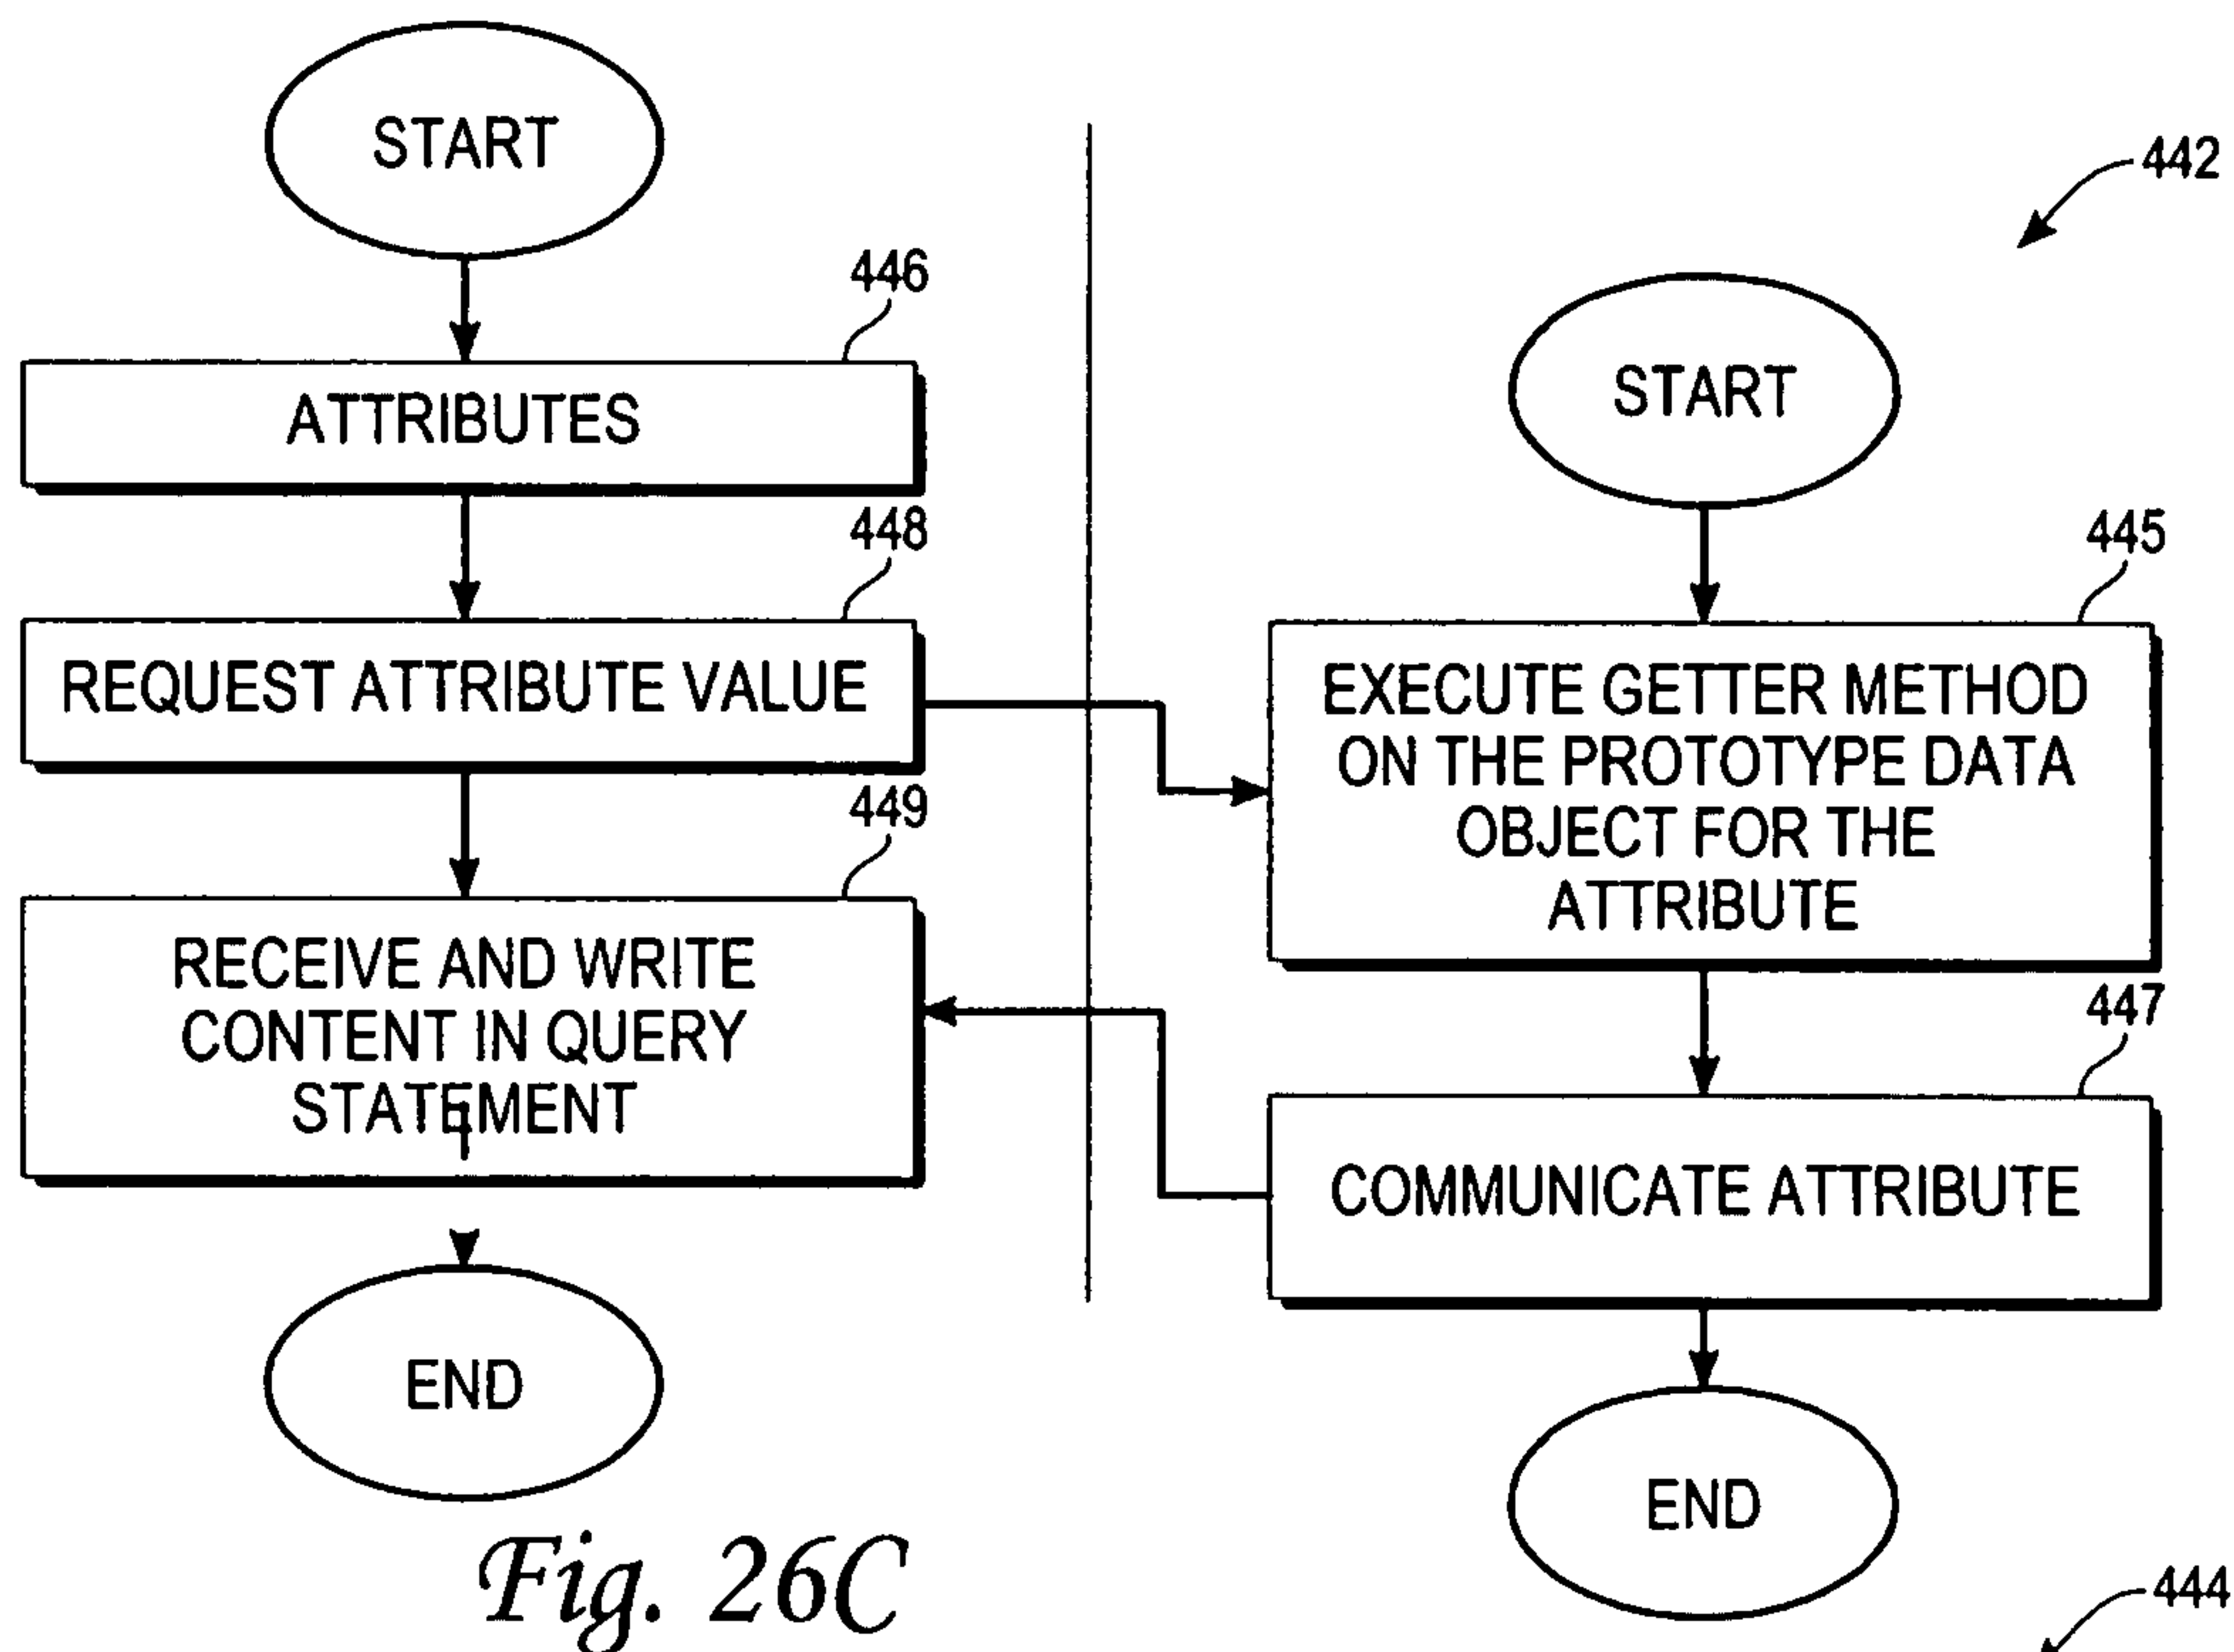 START
446
ATTRIBUTES
448
REQUEST ATTRIBUTE VALUE
449
RECEIVE AND WRITE
CONTENT IN QUERY
STATEMENT
END
442
START
445
EXECUTE GETTER METHOD
ON THE PROTOTYPE DATA
OBJECT FOR THE
ATTRIBUTE
447
COMMUNICATE ATTRIBUTE
END
Fig. 26C
444